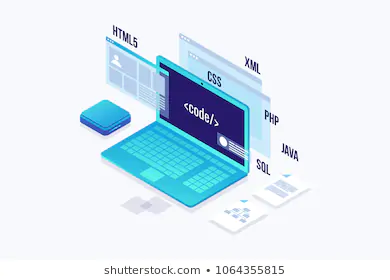 HTML5
XML
CSS
<code/>
PHP
JAVA
SQL
shutterstock.com • 1064355815